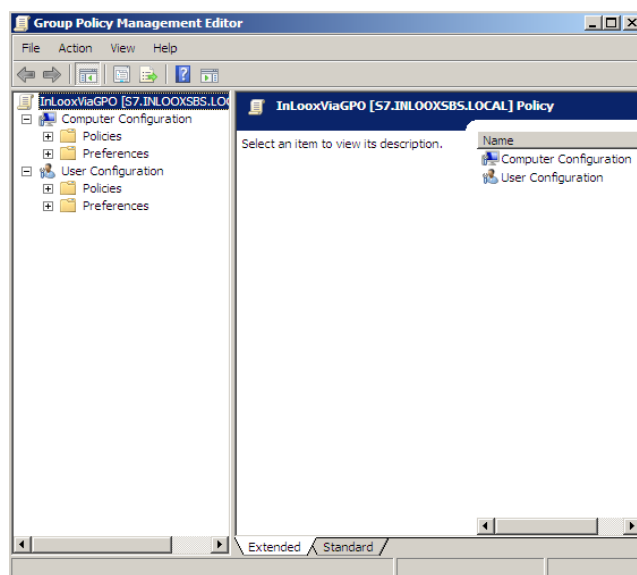 Group Policy Management Editor
File Action View Help
InLooxViaGPO [S7.INLOOXSBS.LO
Computer Configuration
Policies
Preferences
User Configuration
Policies
Preferences
InLooxViaGPO [S7.INLOOXSBS.LOCAL] Policy
Select an item to view its description.
Name
Computer Configuration
User Configuration
Extended Standard